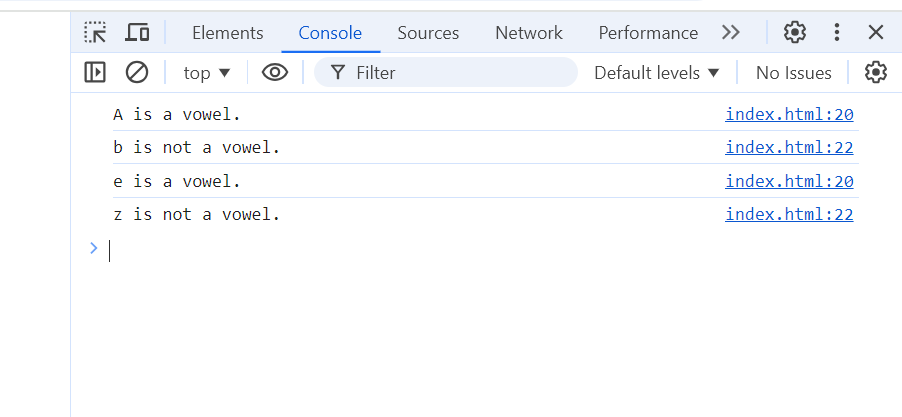 Elements Console Sources Network Performance
top Filter Default levels No Issues
A is a vowel. index.html:20
b is not a vowel. index.html:22
e is a vowel. index.html:20
z is not a vowel. index.html:22